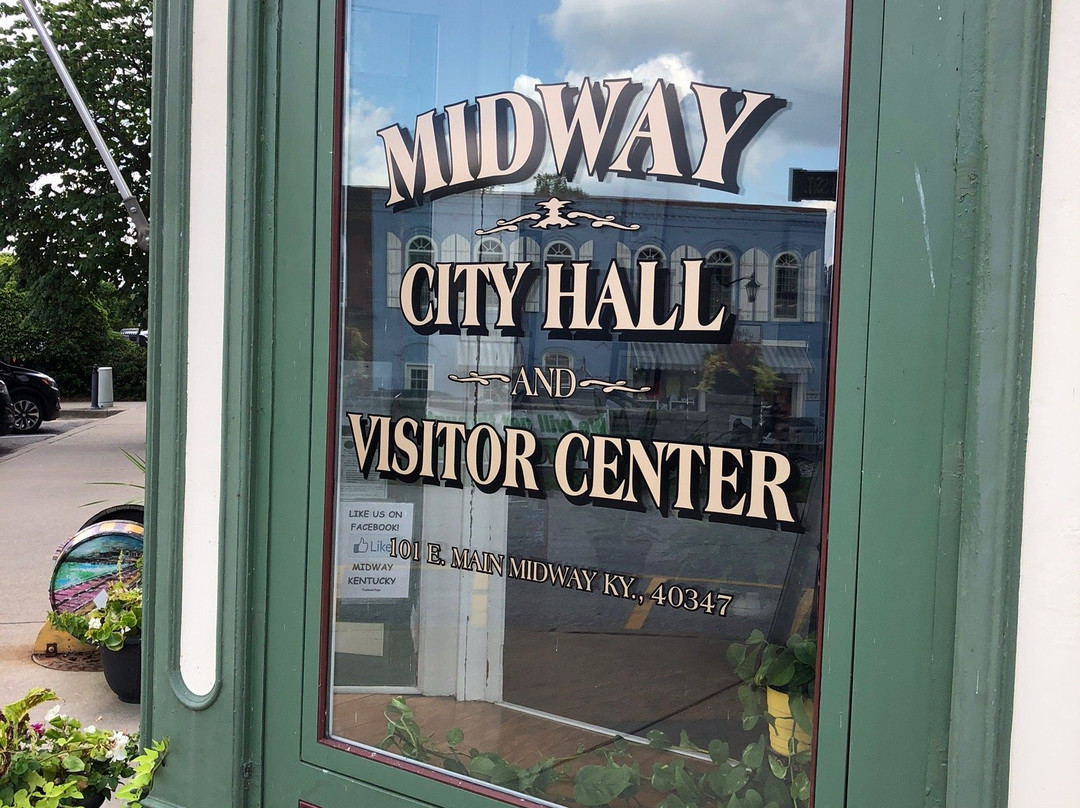 MIDWAY
CITY HALL
AND
VISITOR CENTER
LIKE US ON
FACEBOOK!
Like
MIDWAY
KENTUCKY
101 E. MAIN MIDWAY KY., 40347